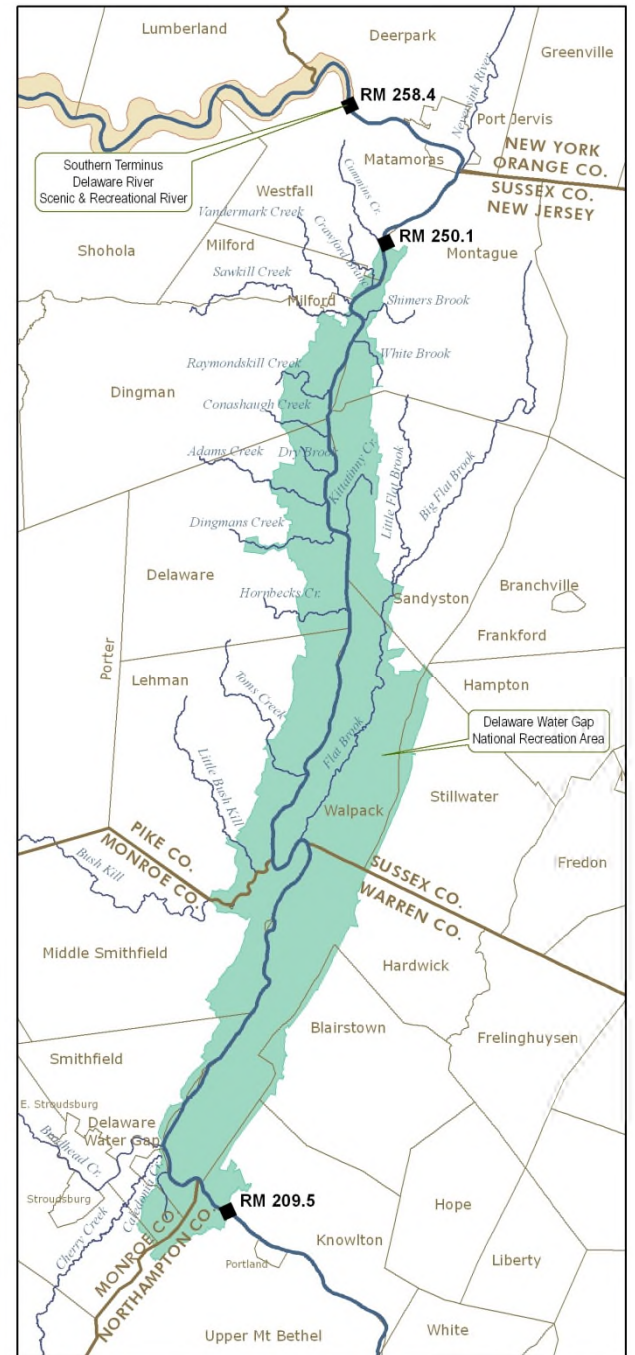 Lumberland
Deerpark
Greenville
RM 258.4
Neversink River
Port Jervis
Southern Terminus
Delaware River
Scenic & Recreational River
Matamoras
NEW YORK
ORANGE CO.
SUSSEX CO.
NEW JERSEY
Cummins Cr.
Westfall
Vandermark Creek
Crawford
RM 250.1
Shohola
Milford
Montague
Sawkill Creek
Milford
Shimers Brook
White Brook
Raymondskill Creek
Dingman
Conashaugh Creek
Adams Creek
Dry Brook
Kittatinny Cr.
Little Flat Brook
Big Flat Brook
Dingmans Creek
Delaware
Hornbecks Cr.
Sandyston
Branchville
Frankford
Porter
Lehman
Toms Creek
Hampton
Little Bush Kill
Flat Brook
Delaware Water Gap
National Recreation Area
Walpack
Stillwater
PIKE CO.
MONROE CO.
Bush Kill
SUSSEX CO.
WARREN CO.
Fredon
Middle Smithfield
Hardwick
Blairstown
Frelinghuysen
Smithfield
E. Stroudsburg
Delaware
Water Gap
Brodhead Cr.
Stroudsburg
Caledonia Cr.
Cherry Creek
RM 209.5
Hope
MONROE CO.
NORTHAMPTON CO.
Knowlton
Portland
Liberty
Upper Mt Bethel
White